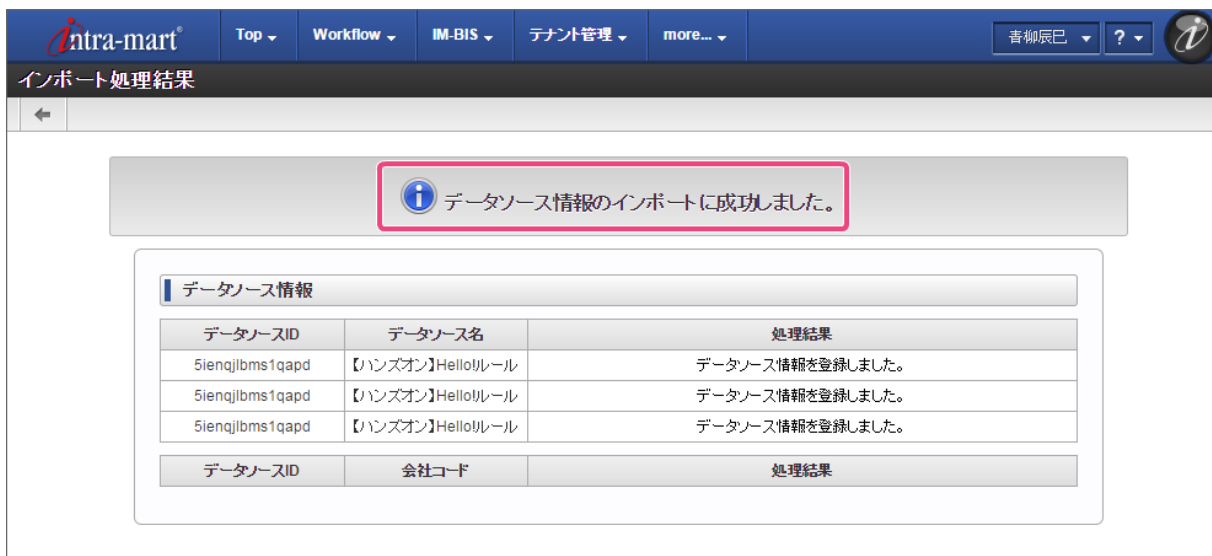 intra-mart® Top Workflow IM-BIS テナント管理 more... 青柳辰巳 ?
インポート処理結果
データソース情報のインポートに成功しました。
データソース情報
データソースID データソース名 処理結果
5ienqjlbms1qapd 【ハンズオン】Hello!ルール データソース情報を登録しました。
5ienqjlbms1qapd 【ハンズオン】Hello!ルール データソース情報を登録しました。
5ienqjlbms1qapd 【ハンズオン】Hello!ルール データソース情報を登録しました。
データソースID 会社コード 処理結果